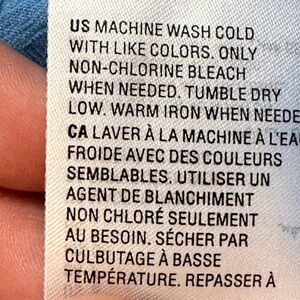 US MACHINE WASH COLD
WITH LIKE COLORS. ONLY
NON-CHLORINE BLEACH
WHEN NEEDED. TUMBLE DRY
LOW. WARM IRON WHEN NEEDE
CA LAVER À LA MACHINE À L'EA
FROIDE AVEC DES COULEURS
SEMBLABLES. UTILISER UN
AGENT DE BLANCHIMENT
NON CHLORÉ SEULEMENT
AU BESOIN. SÉCHER PAR
CULBUTAGE À BASSE
TEMPÉRATURE. REPASSER À